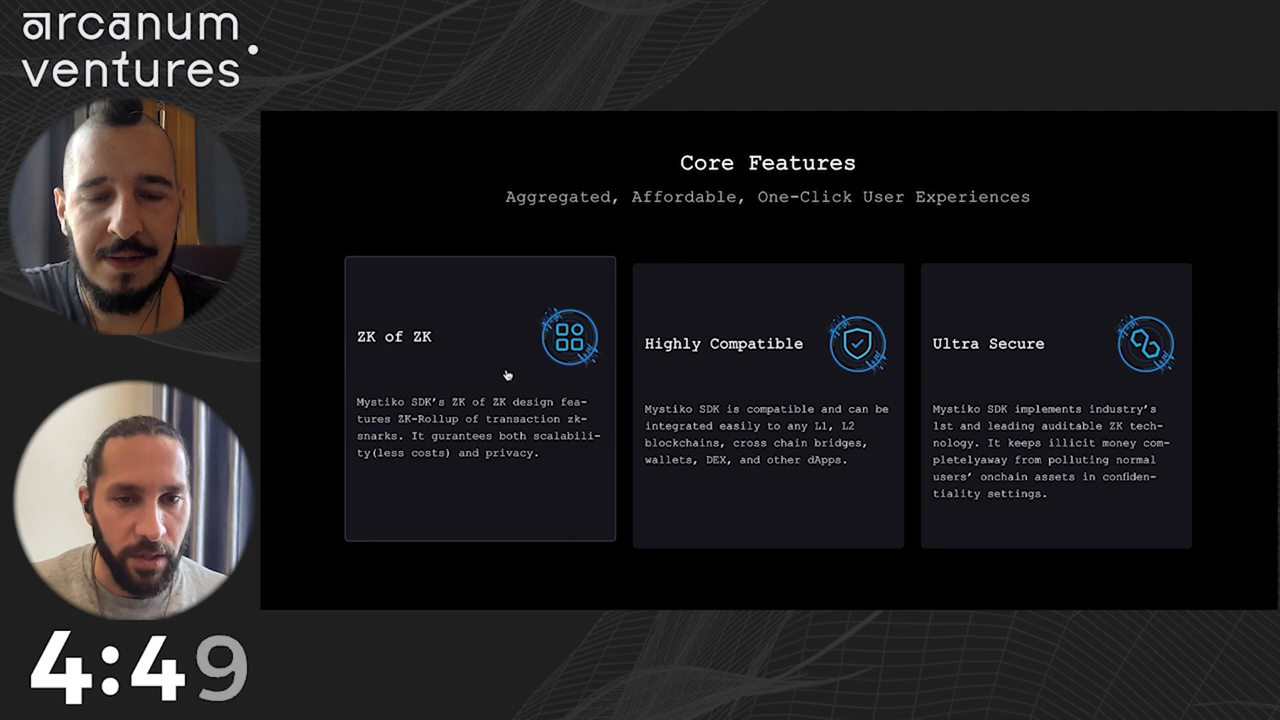 arcanum
ventures
Core Features
Aggregated, Affordable, One-Click User Experiences
ZK of ZK
Mystiko SDK's ZK of ZK design fea-
tures ZK-Rollup of transaction zk-
snarks. It gurantees both scalabili-
ty(less costs) and privacy.
Highly Compatible
Mystiko SDK is compatible and can be
integrated easily to any L1, L2
blockchains, cross chain bridges,
wallets, DEX, and other dApps.
Ultra Secure
Mystiko SDK implements industry's
1st and leading auditable ZK tech-
nology. It keeps illicit money com-
pletelyaway from polluting normal
users' onchain assets in confiden-
tiality settings.
4:49